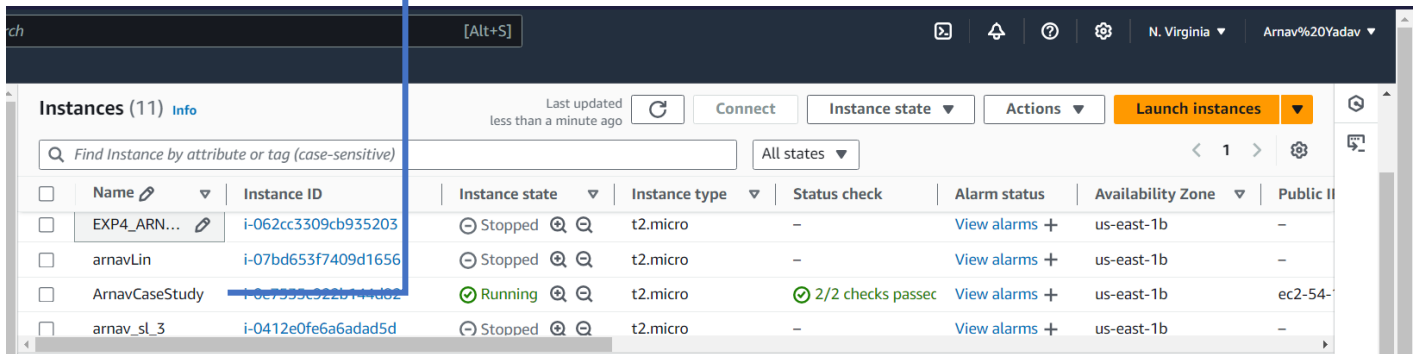 rch [Alt+S] N. Virginia ▼ Arnav%20Yadav ▼
Instances (11) Info Last updated less than a minute ago Connect Instance state ▼ Actions ▼ Launch instances ▼
Find Instance by attribute or tag (case-sensitive) All states ▼ < 1 >
Name Instance ID Instance state Instance type Status check Alarm status Availability Zone Public
EXP4_ARN... i-062cc3309cb935203 Stopped t2.micro – View alarms + us-east-1b –
arnavLin i-07bd653f7409d1656 Stopped t2.micro – View alarms + us-east-1b –
ArnavCaseStudy Running t2.micro 2/2 checks passec View alarms + us-east-1b ec2-54-
arnav_sl_3 i-0412e0fe6a6adad5d Stopped t2.micro – View alarms + us-east-1b –